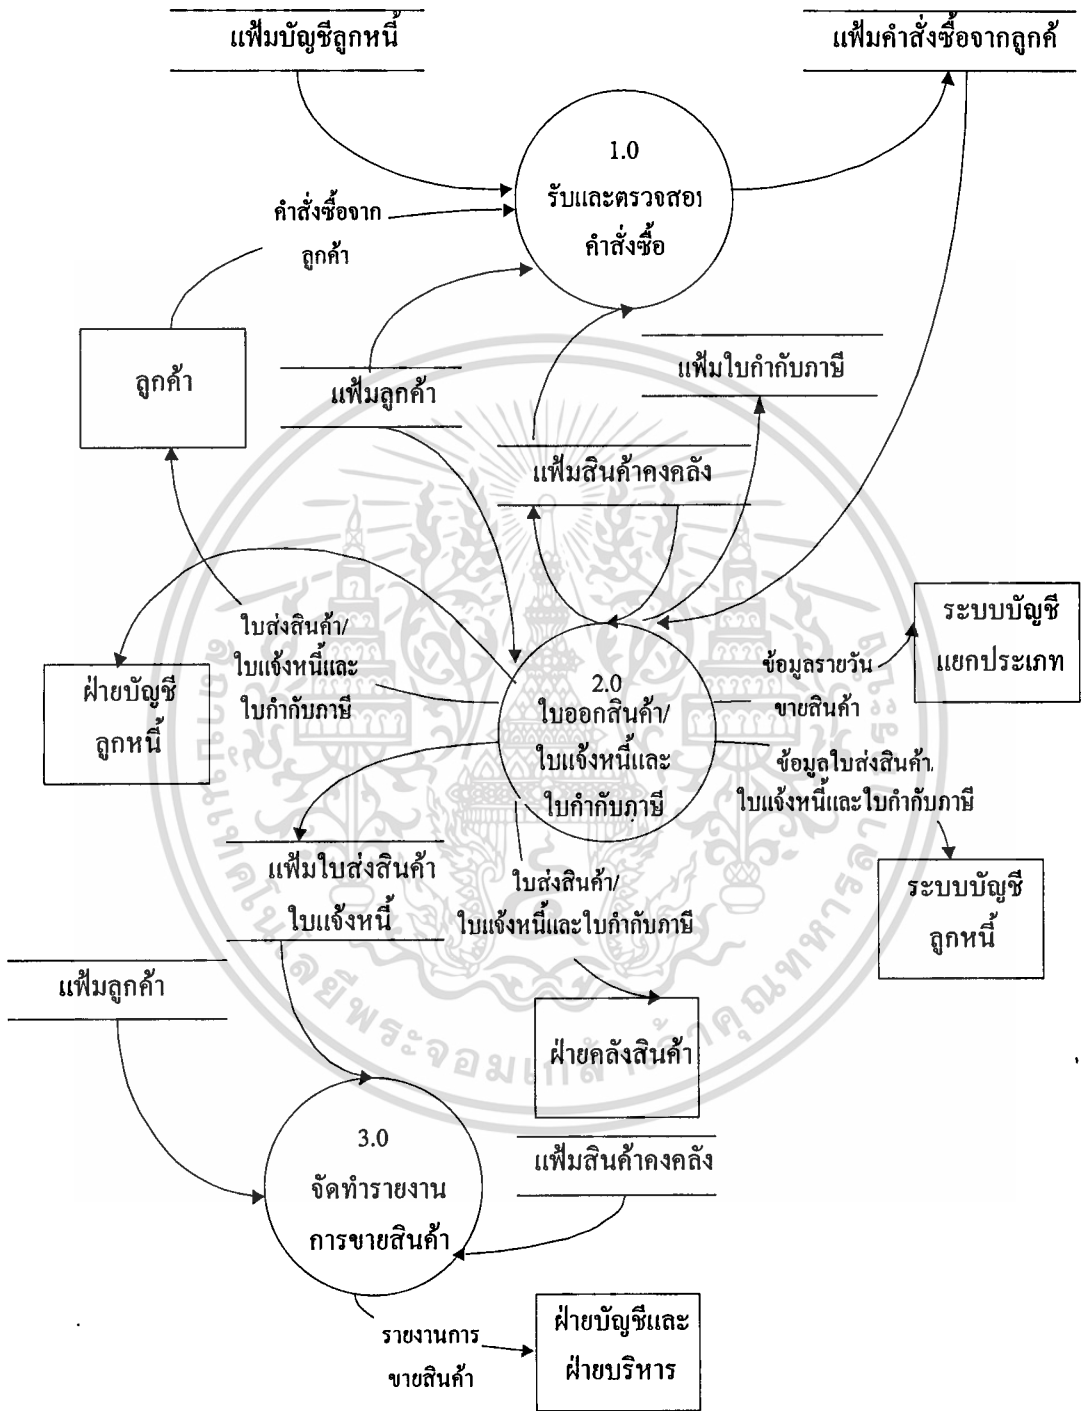 แฟ้มบัญชีลูกหนี้
แฟ้มคำสั่งซื้อจากลูกค้
1.0
รับและตรวจสอบ
คำสั่งซื้อ
คำสั่งซื้อจาก
ลูกค้า
ลูกค้า
แฟ้มลูกค้า
แฟ้มใบกำกับภาษี
แฟ้มสินค้าคงคลัง
ใบส่งสินค้า/
ใบแจ้งหนี้และ
ใบกำกับภาษี
ฝ่ายบัญชี
ลูกหนี้
2.0
ใบออกสินค้า/
ใบแจ้งหนี้และ
ใบกำกับภาษี
ข้อมูลรายวัน
ขายสินค้า
ระบบบัญชี
แยกประเภท
ข้อมูลใบส่งสินค้า
ใบแจ้งหนี้และใบกำกับภาษี
ระบบบัญชี
ลูกหนี้
แฟ้มใบส่งสินค้า
ใบแจ้งหนี้
ใบส่งสินค้า/
ใบแจ้งหนี้และใบกำกับภาษี
แฟ้มลูกค้า
ฝ่ายคลังสินค้า
3.0
จัดทำรายงาน
การขายสินค้า
แฟ้มสินค้าคงคลัง
รายงานการ
ขายสินค้า
ฝ่ายบัญชีและ
ฝ่ายบริหาร